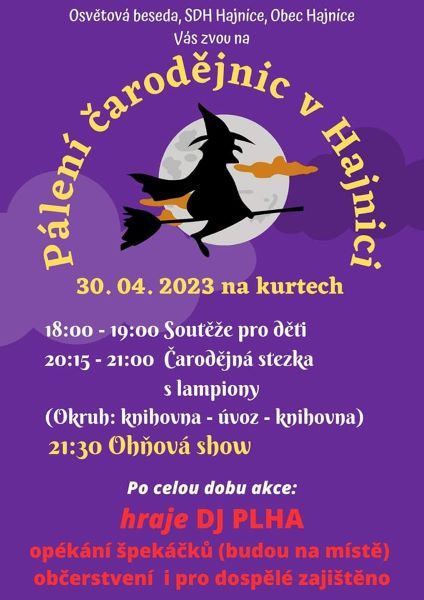 Osvětová beseda, SDH Hajnice, Obec Hajnice
Vás zvou na
Pálení čarodějnic v Hajnici
30. 04. 2023 na kurtech
18:00 - 19:00 Soutěže pro děti
20:15 - 21:00 Čarodějná stezka
s lampiony
(Okruh: knihovna - úvoz - knihovna)
21:30 Ohňová show
Po celou dobu akce:
hraje DJ PLHA
opékání špekáčků (budou na místě)
občerstvení i pro dospělé zajištěno